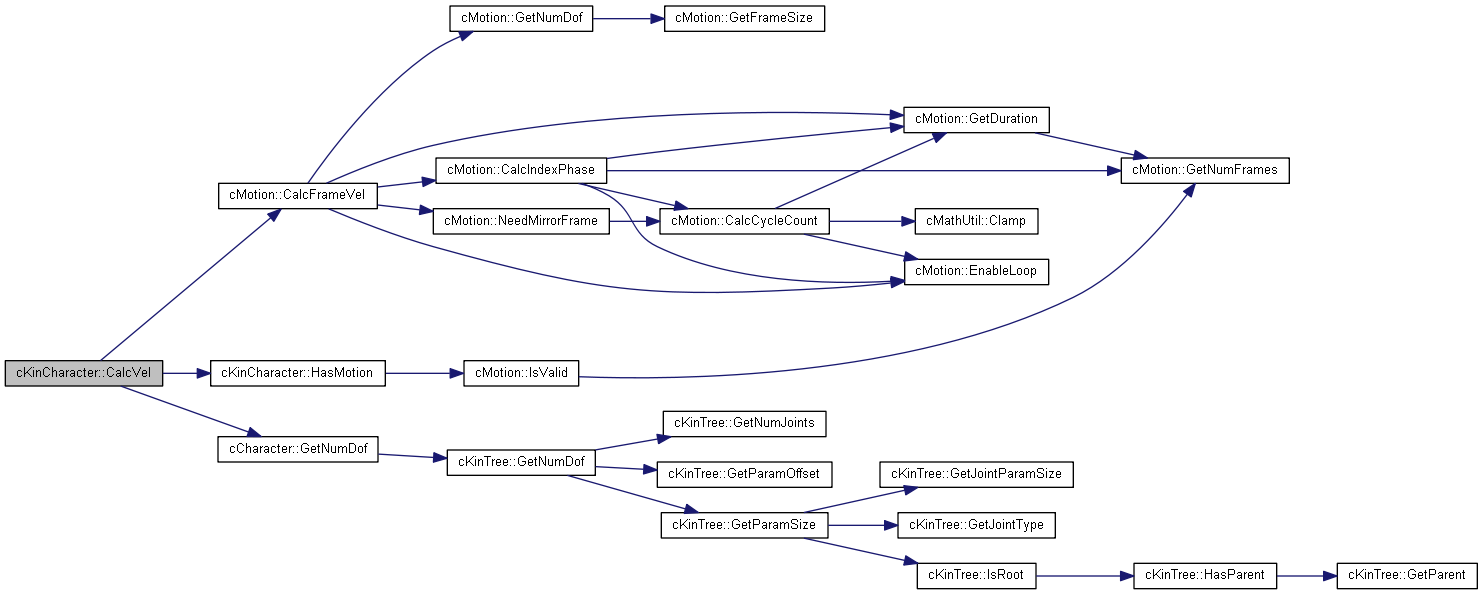 cMotion::GetNumDof
cMotion::GetFrameSize
cMotion::GetDuration
cMotion::CalcIndexPhase
cMotion::GetNumFrames
cMotion::CalcFrameVel
cMotion::NeedMirrorFrame
cMotion::CalcCycleCount
cMathUtil::Clamp
cMotion::EnableLoop
cKinCharacter::CalcVel
cKinCharacter::HasMotion
cMotion::IsValid
cKinTree::GetNumJoints
cCharacter::GetNumDof
cKinTree::GetNumDof
cKinTree::GetParamOffset
cKinTree::GetJointParamSize
cKinTree::GetParamSize
cKinTree::GetJointType
cKinTree::IsRoot
cKinTree::HasParent
cKinTree::GetParent